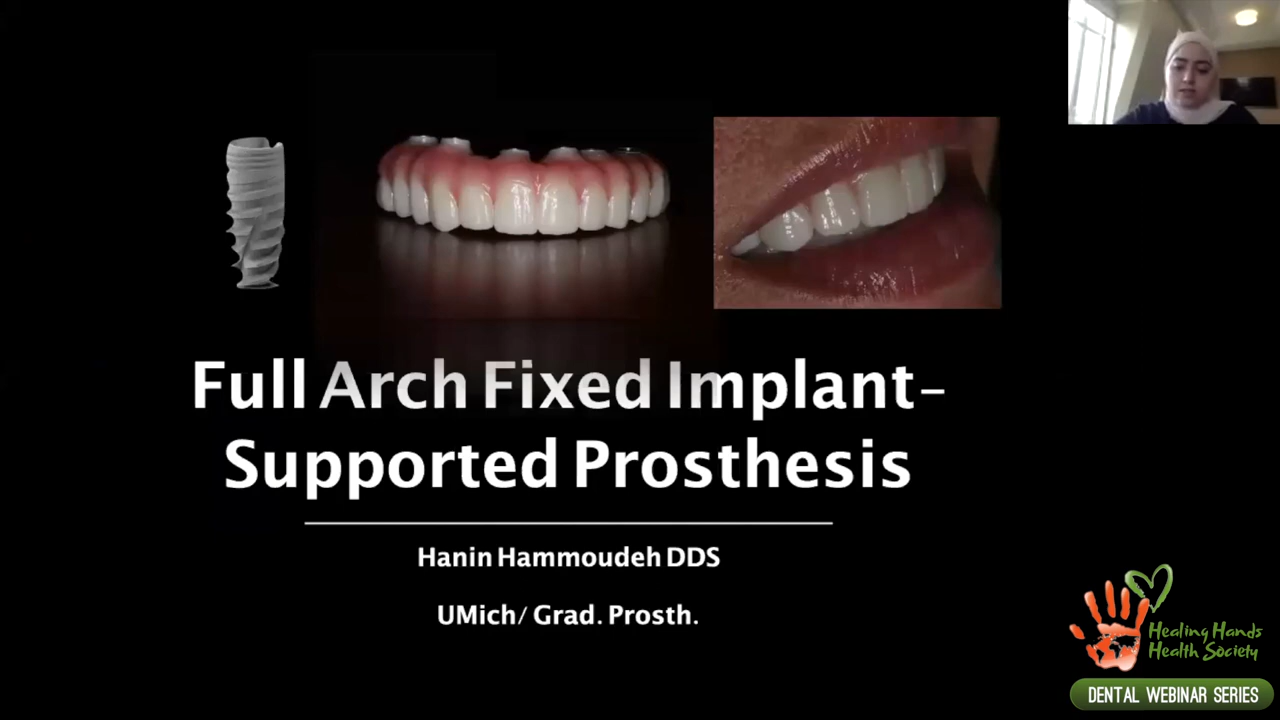 Full Arch Fixed Implant-
Supported Prosthesis
Hanin Hammoudeh DDS
UMich/ Grad. Prosth.
Healing Hands
Health Society
DENTAL WEBINAR SERIES